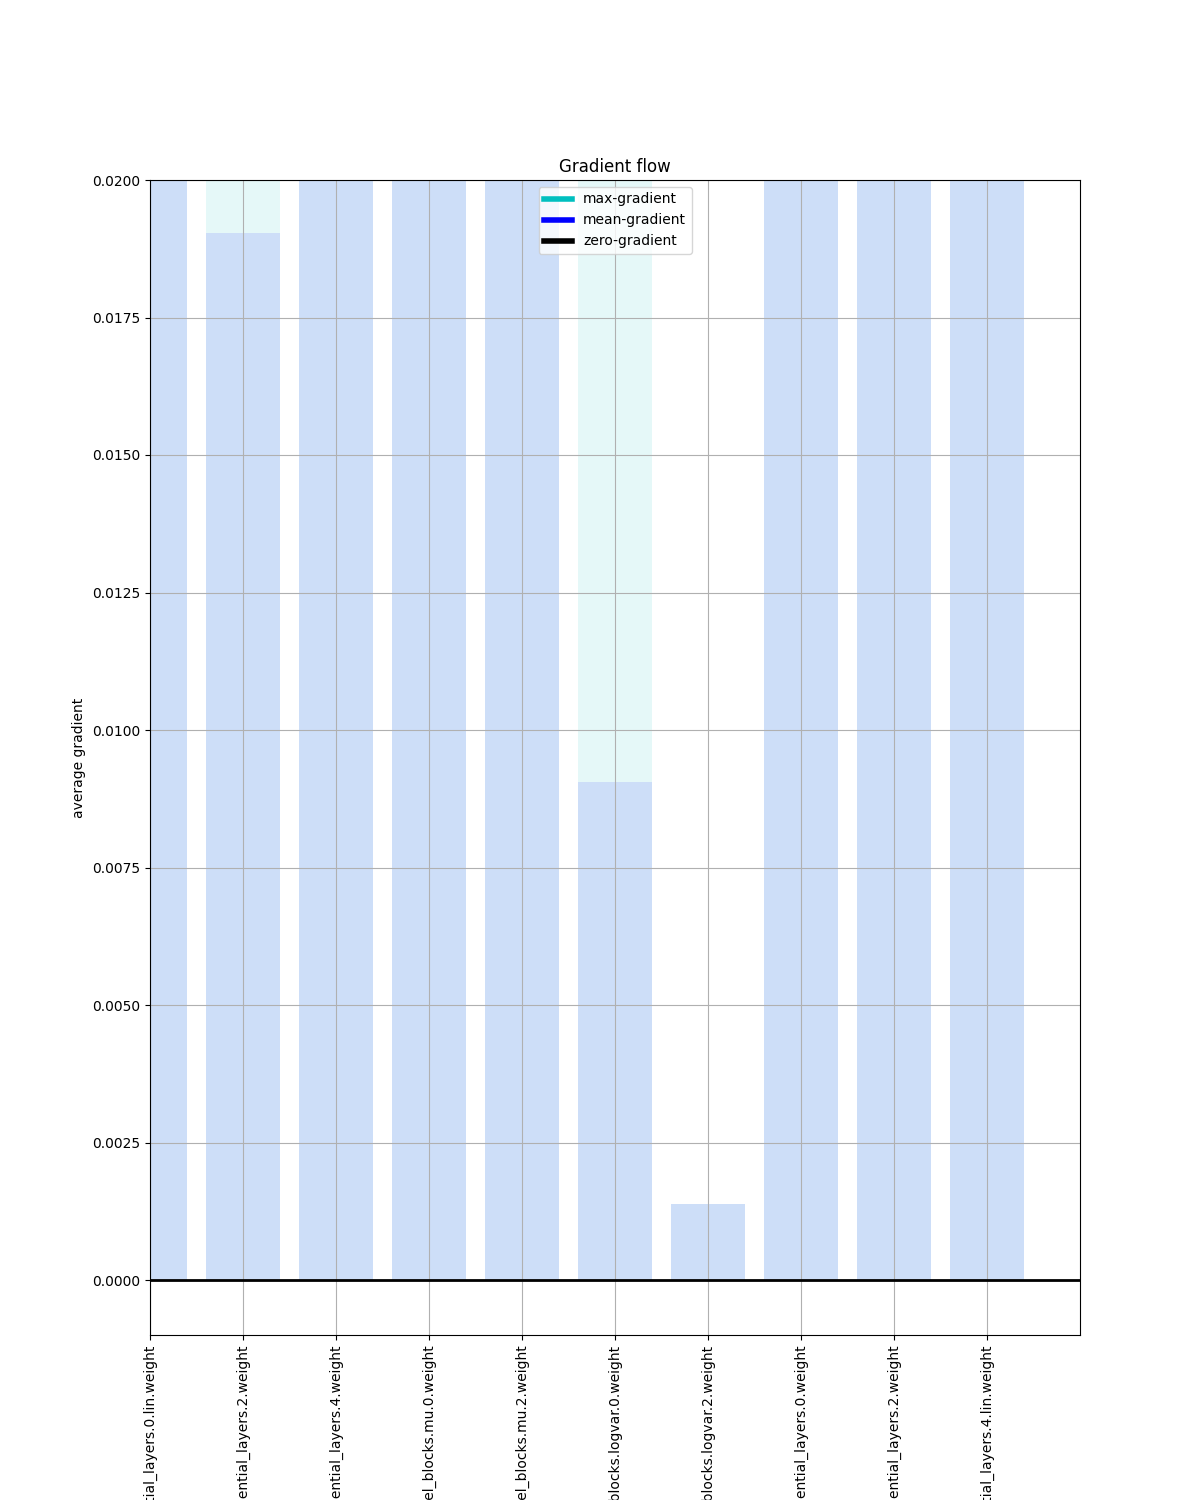 Gradient flow
max-gradient
mean-gradient
zero-gradient
0.0200
0.0175
0.0150
0.0125
0.0100
0.0075
0.0050
0.0025
0.0000
average gradient
tial_layers.0.lin.weight
ential_layers.2.weight
ential_layers.4.weight
el_blocks.mu.0.weight
el_blocks.mu.2.weight
blocks.logvar.0.weight
blocks.logvar.2.weight
ential_layers.0.weight
ential_layers.2.weight
tial_layers.4.lin.weight